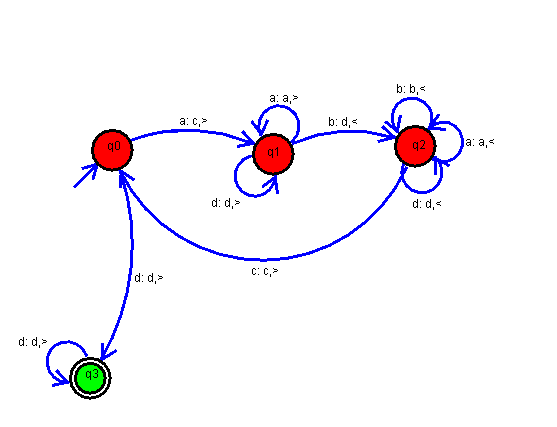 b: b,<
a: a,>
a: c,>
b: d,<
q0
q1
q2
a: a,<
d: d,>
d: d,<
c: c,>
d: d,>
d: d,>
q3